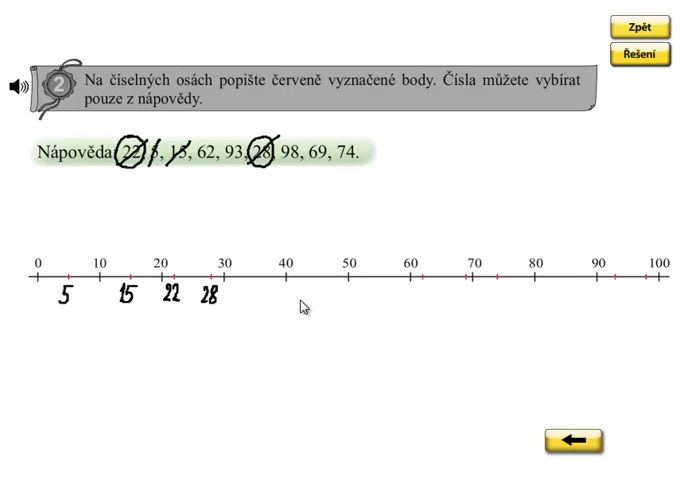 Zpět
Řešení
2 Na číselných osách popište červeně vyznačené body. Čísla můžete vybírat
pouze z nápovědy.
Nápověda: 22, 5, 15, 62, 93, 28, 98, 69, 74.
0 10 20 30 40 50 60 70 80 90 100
5 15 22 28